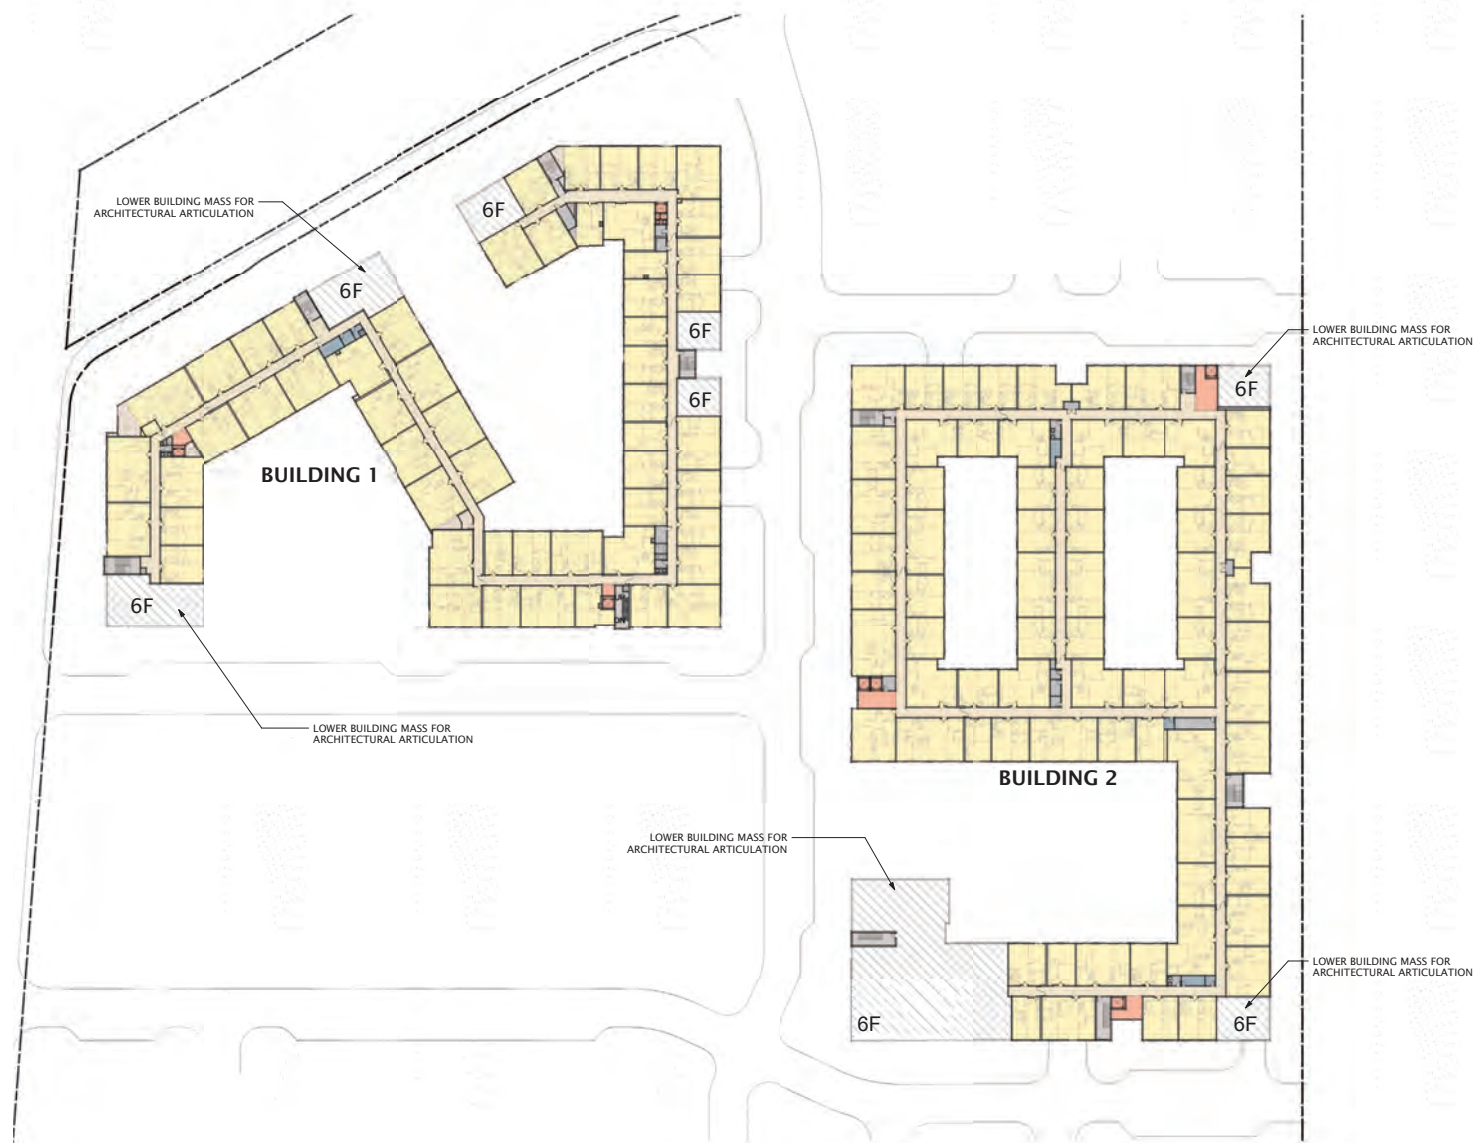 6F
LOWER BUILDING MASS FOR
ARCHITECTURAL ARTICULATION
6F
6F
LOWER BUILDING MASS FOR
ARCHITECTURAL ARTICULATION
6F
6F
BUILDING 1
6F
LOWER BUILDING MASS FOR
ARCHITECTURAL ARTICULATION
BUILDING 2
LOWER BUILDING MASS FOR
ARCHITECTURAL ARTICULATION
LOWER BUILDING MASS FOR
ARCHITECTURAL ARTICULATION
6F
6F